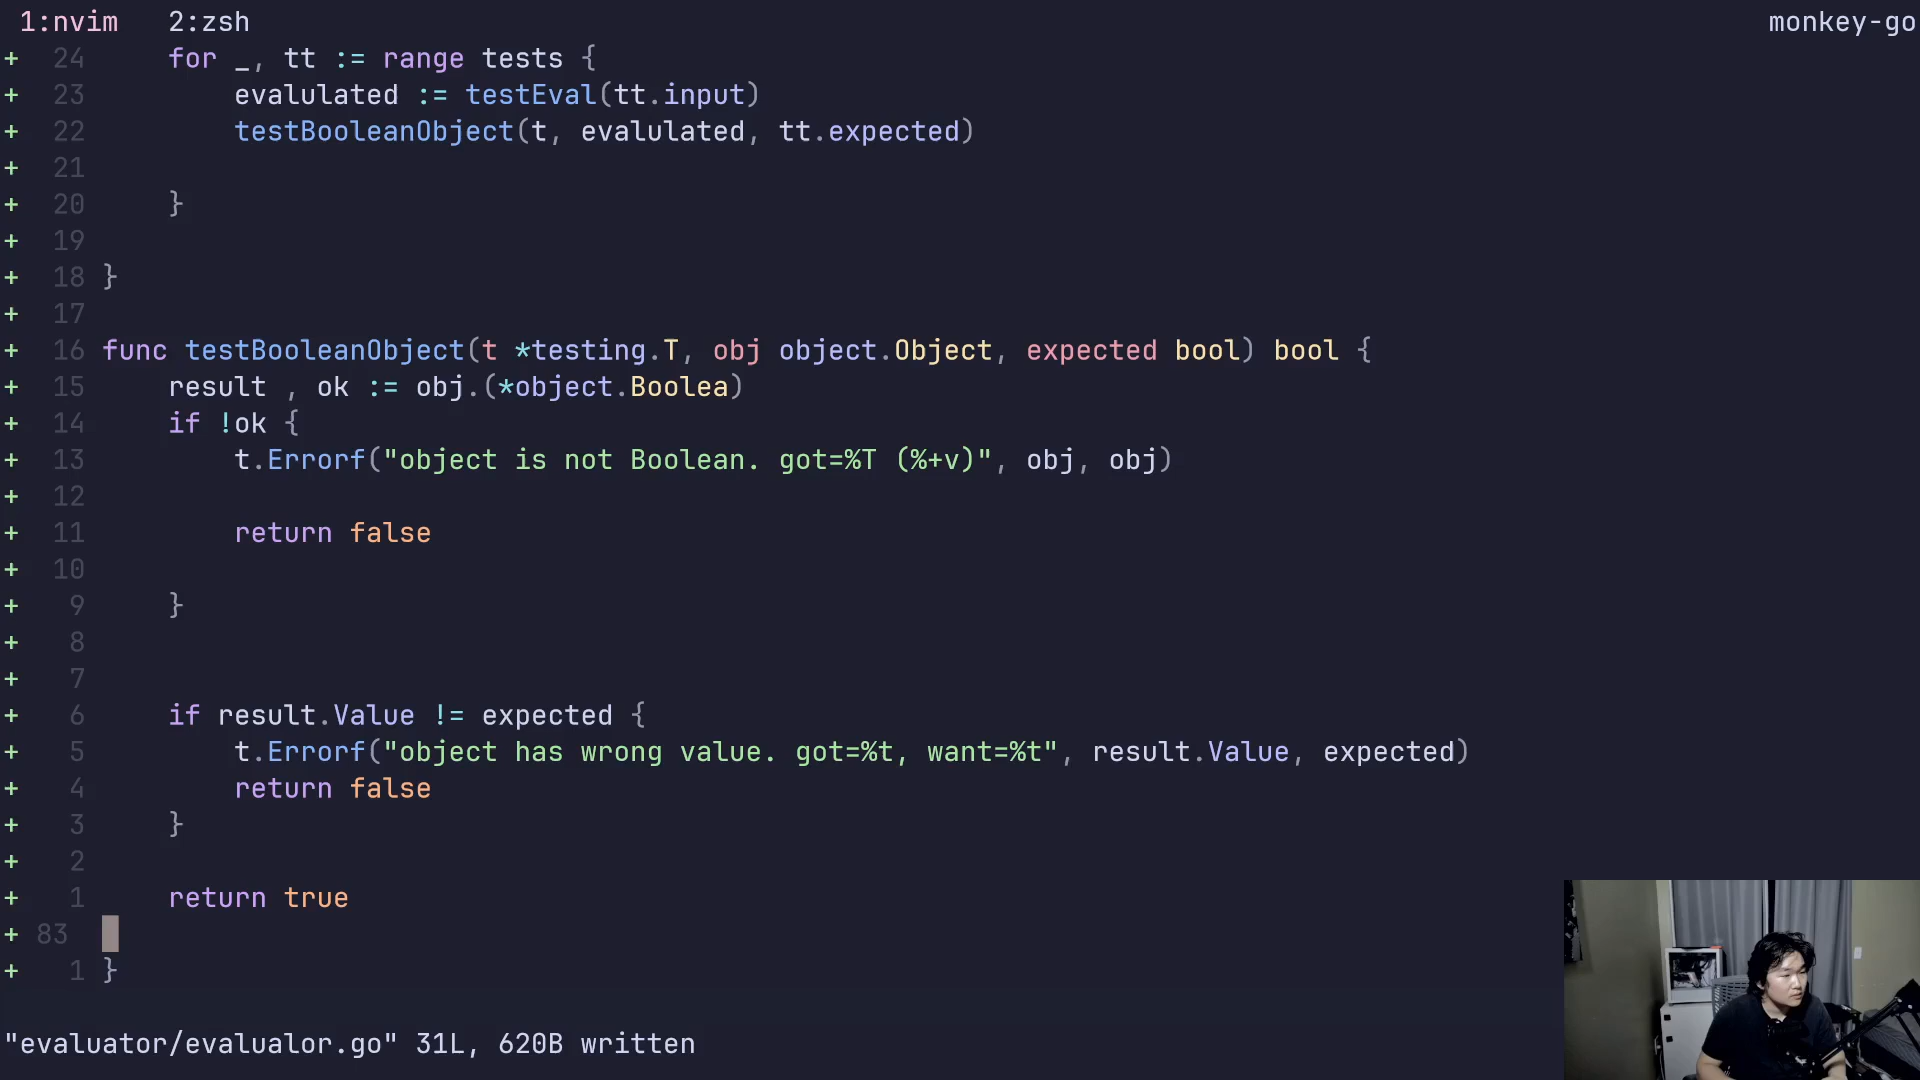 1:nvim   2:zsh   monkey-go
+ 24     for _, tt := range tests {
+ 23         evalulated := testEval(tt.input)
+ 22         testBooleanObject(t, evalulated, tt.expected)
+ 21
+ 20     }
+ 19
+ 18 }
+ 17
+ 16 func testBooleanObject(t *testing.T, obj object.Object, expected bool) bool {
+ 15     result , ok := obj.(*object.Boolea)
+ 14     if !ok {
+ 13         t.Errorf("object is not Boolean. got=%T (%+v)", obj, obj)
+ 12
+ 11         return false
+ 10
+ 9     }
+ 8
+ 7
+ 6     if result.Value != expected {
+ 5         t.Errorf("object has wrong value. got=%t, want=%t", result.Value, expected)
+ 4         return false
+ 3     }
+ 2
+ 1     return true
+ 83
+ 1 }
"evaluator/evalualor.go" 31L, 620B written